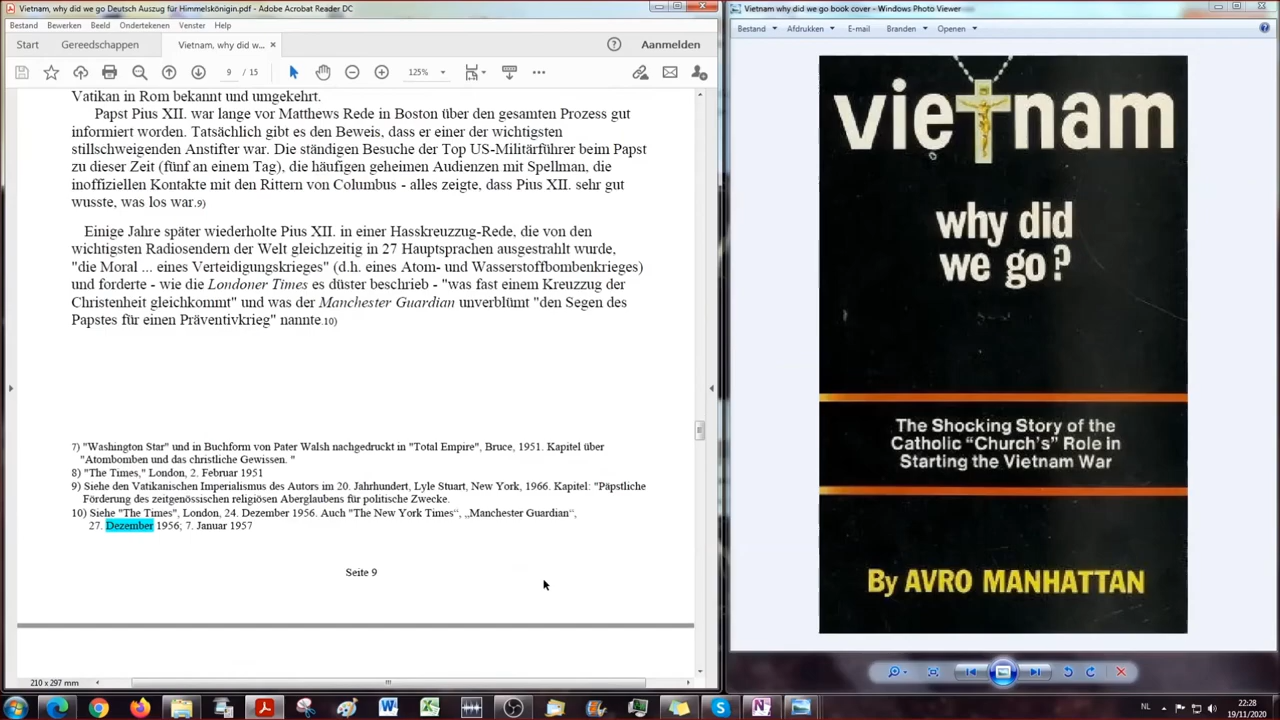 Vietnam, why did we go Deutsch Auszug für Himmelskönigin.pdf - Adobe Acrobat Reader DC
Bestand Bewerken Beeld Ondertekenen Venster Help
Start Gereedschappen Vietnam, why did w... × Aanmelden
9 / 15 125%
Vatikan in Rom bekannt und umgekehrt.
Papst Pius XII. war lange vor Matthews Rede in Boston über den gesamten Prozess gut
informiert worden. Tatsächlich gibt es den Beweis, dass er einer der wichtigsten
stillschweigenden Anstifter war. Die ständigen Besuche der Top US-Militärführer beim Papst
zu dieser Zeit (fünf an einem Tag), die häufigen geheimen Audienzen mit Spellman, die
inoffiziellen Kontakte mit den Rittern von Columbus - alles zeigte, dass Pius XII. sehr gut
wusste, was los war.9)
Einige Jahre später wiederholte Pius XII. in einer Hasskreuzzug-Rede, die von den
wichtigsten Radiosendern der Welt gleichzeitig in 27 Hauptsprachen ausgestrahlt wurde,
"die Moral ... eines Verteidigungskrieges" (d.h. eines Atom- und Wasserstoffbombenkrieges)
und forderte - wie die Londoner Times es düster beschrieb - "was fast einem Kreuzzug der
Christenheit gleichkommt" und was der Manchester Guardian unverblümt "den Segen des
Papstes für einen Präventivkrieg" nannte.10)
7) "Washington Star" und in Buchform von Pater Walsh nachgedruckt in "Total Empire", Bruce, 1951. Kapitel über
"Atombomben und das christliche Gewissen. "
8) "The Times," London, 2. Februar 1951
9) Siehe den Vatikanischen Imperialismus des Autors im 20. Jahrhundert, Lyle Stuart, New York, 1966. Kapitel: "Päpstliche
Förderung des zeitgenössischen religiösen Aberglaubens für politische Zwecke.
10) Siehe "The Times", London, 24. Dezember 1956. Auch "The New York Times“, „Manchester Guardian“,
27. Dezember 1956; 7. Januar 1957
Seite 9
210 x 297 mm
Vietnam why did we go book cover - Windows Photo Viewer
Bestand Afdrukken E-mail Branden Openen
vietnam
why did
we go?
The Shocking Story of the
Catholic “Church’s” Role in
Starting the Vietnam War
By AVRO MANHATTAN
NL 22:28
19/11/2020